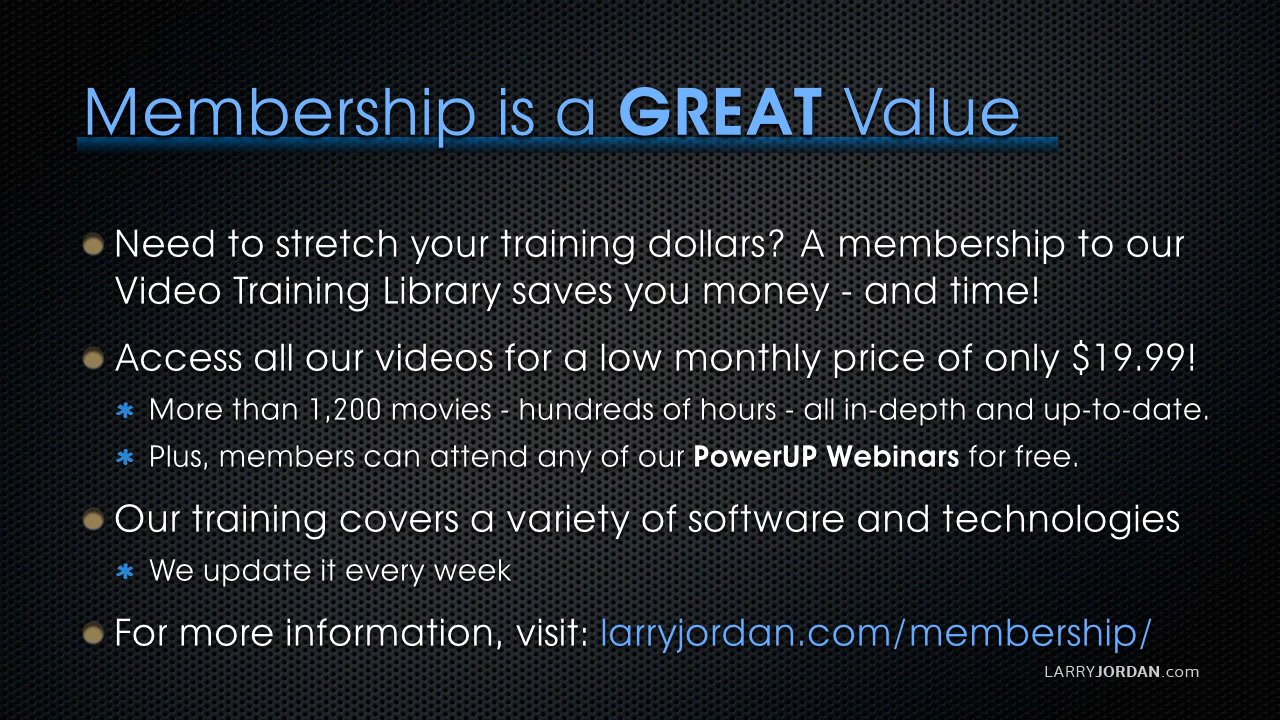 Membership is a GREAT Value
Need to stretch your training dollars? A membership to our
Video Training Library saves you money - and time!
Access all our videos for a low monthly price of only $19.99!
More than 1,200 movies - hundreds of hours - all in-depth and up-to-date.
Plus, members can attend any of our PowerUP Webinars for free.
Our training covers a variety of software and technologies
We update it every week
For more information, visit: larryjordan.com/membership/
LARRYJORDAN.com